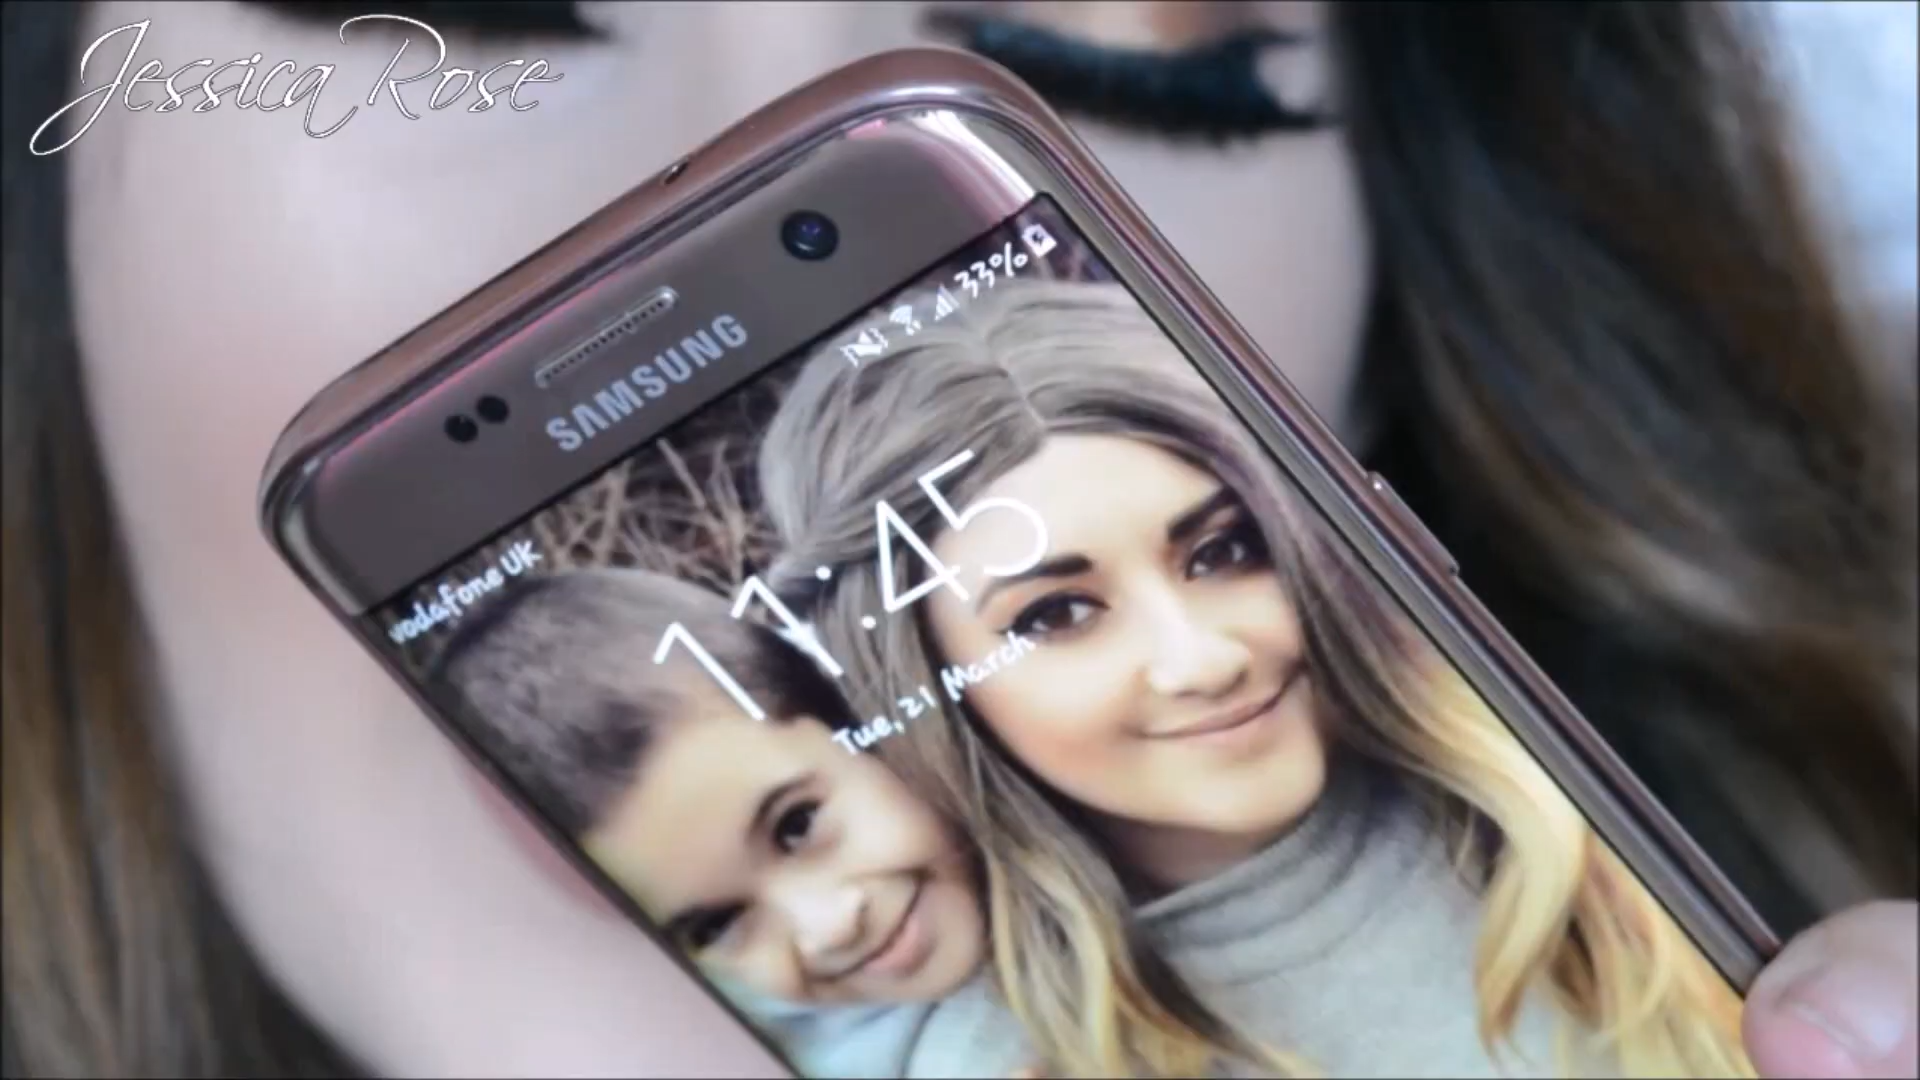 Jessica Rose
SAMSUNG
vodafone UK
33%
11:45
Tue, 21 March